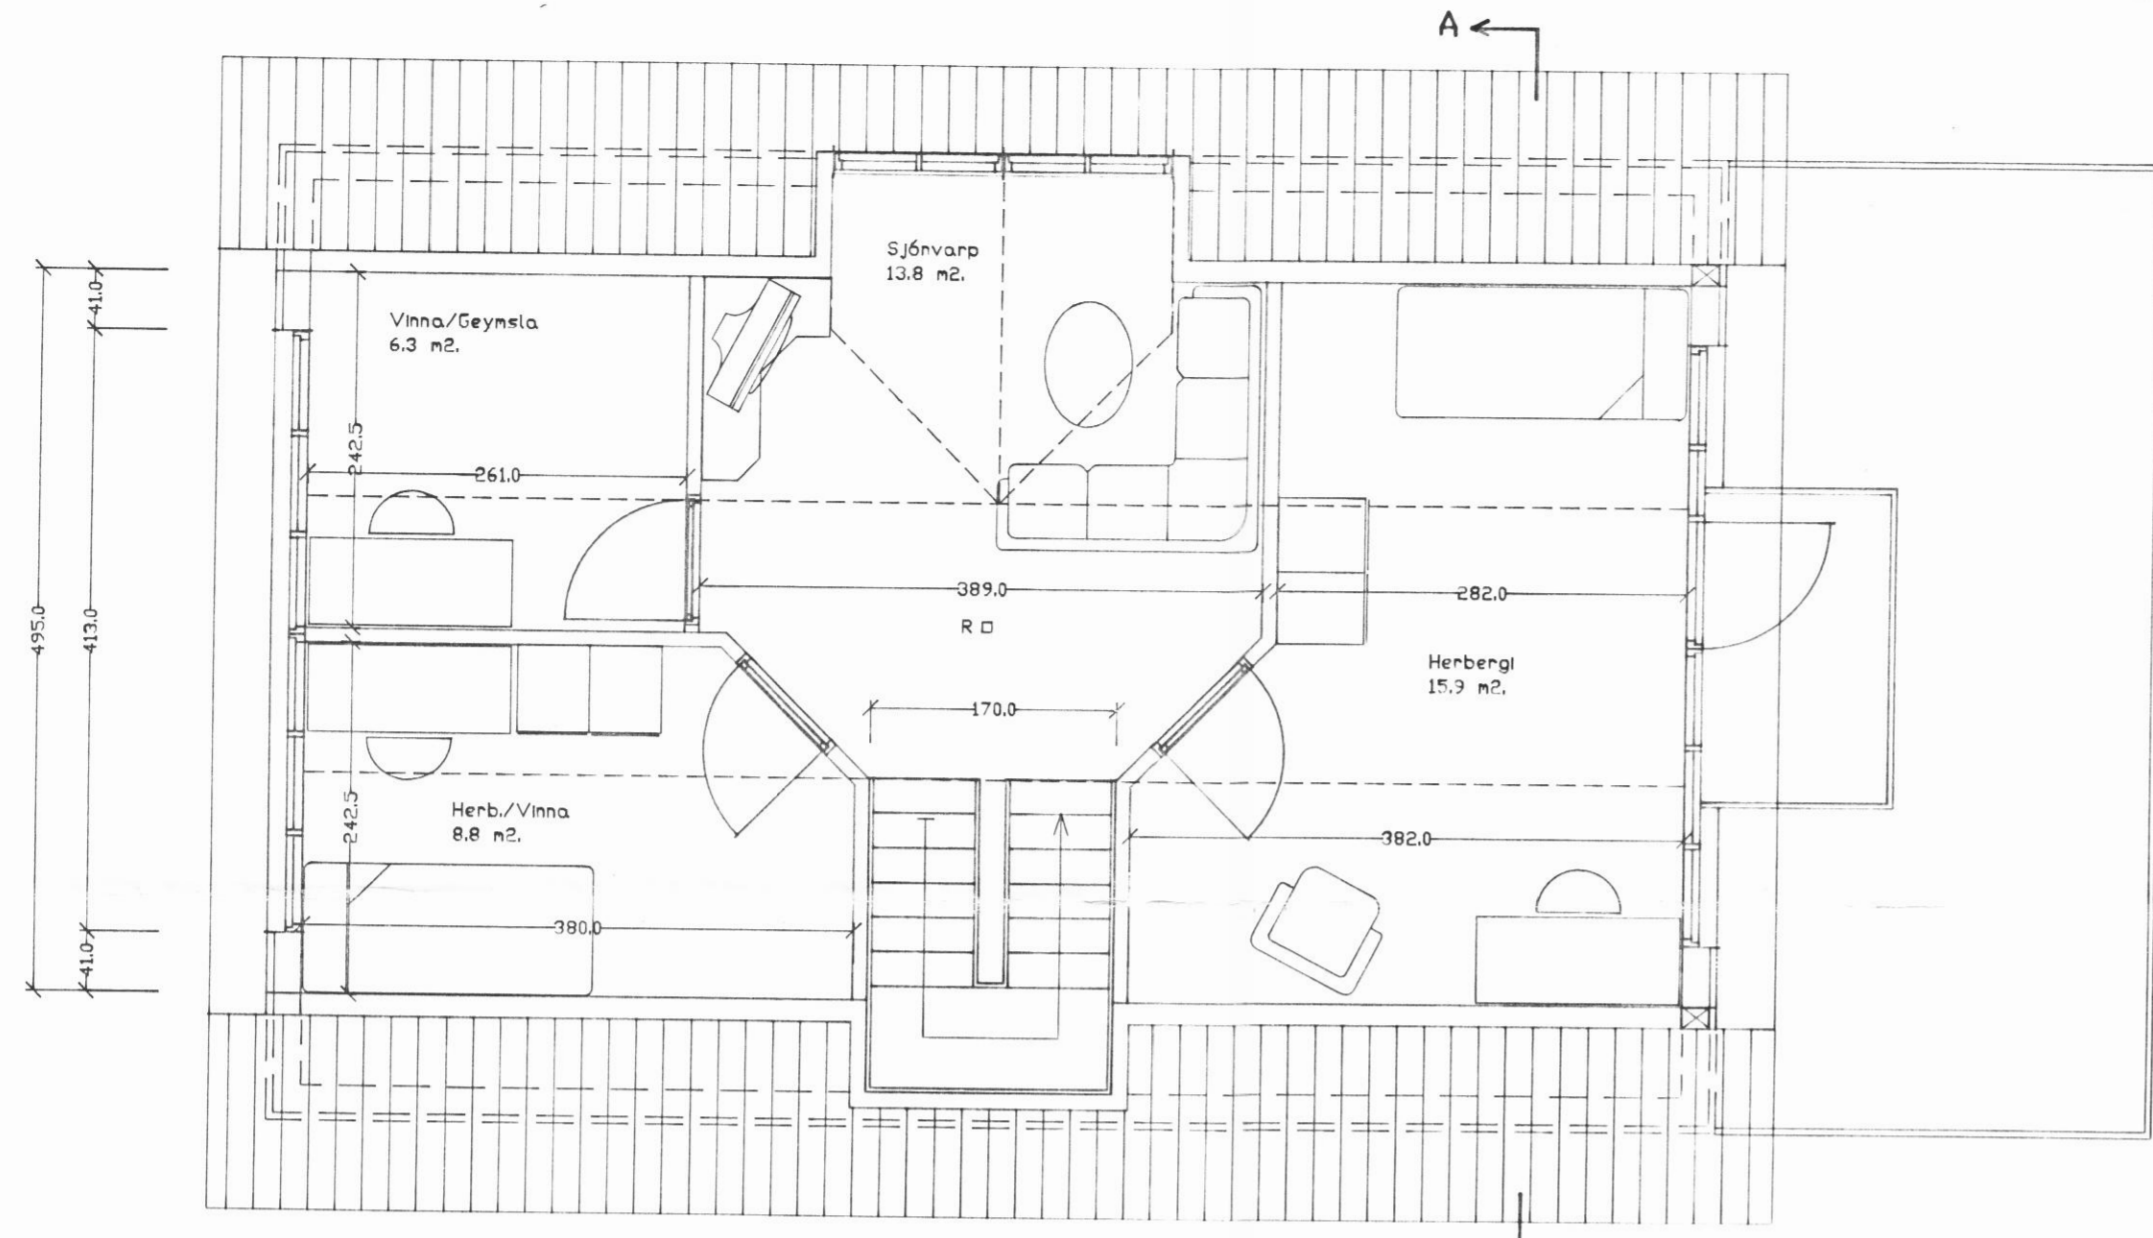 A
Sjónvarp
13.8 m2.
Vinna/Geymsla
6.3 m2.
41.0
242.5
261.0
495.0
413.0
389.0
282.0
R
Herbergi
15.9 m2.
170.0
Herb./Vinna
8.8 m2.
242.5
382.0
380.0
41.0